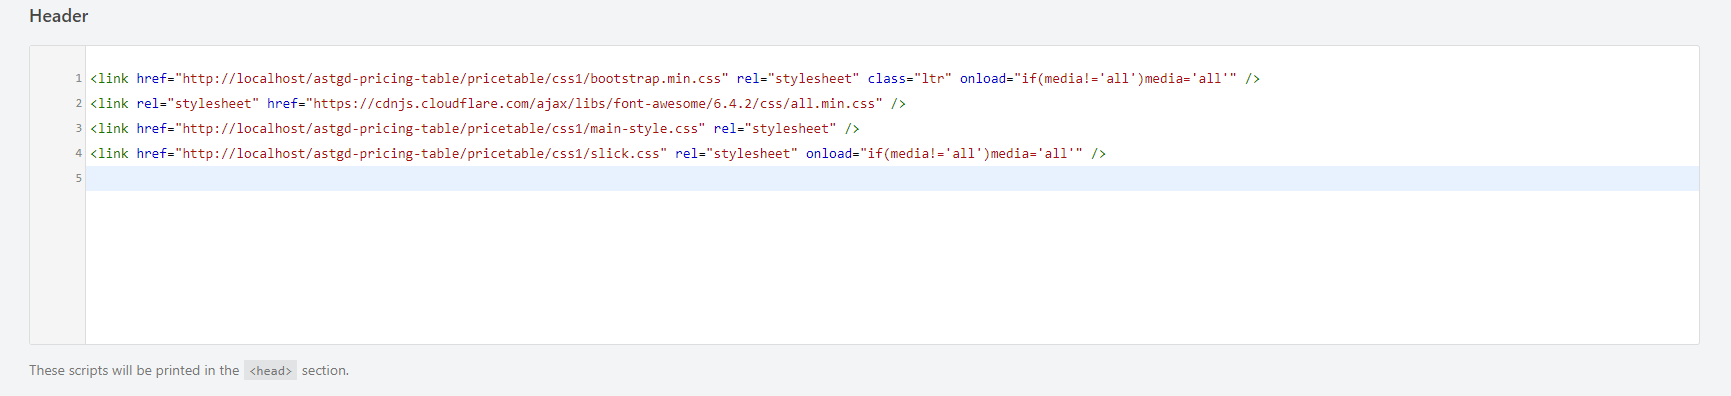 Header
1 <link href="http://localhost/astgd-pricing-table/pricetable/css1/bootstrap.min.css" rel="stylesheet" class="ltr" onload="if(media!='all')media='all'" />
2 <link rel="stylesheet" href="https://cdnjs.cloudflare.com/ajax/libs/font-awesome/6.4.2/css/all.min.css" />
3 <link href="http://localhost/astgd-pricing-table/pricetable/css1/main-style.css" rel="stylesheet" />
4 <link href="http://localhost/astgd-pricing-table/pricetable/css1/slick.css" rel="stylesheet" onload="if(media!='all')media='all'" />
5
These scripts will be printed in the <head> section.